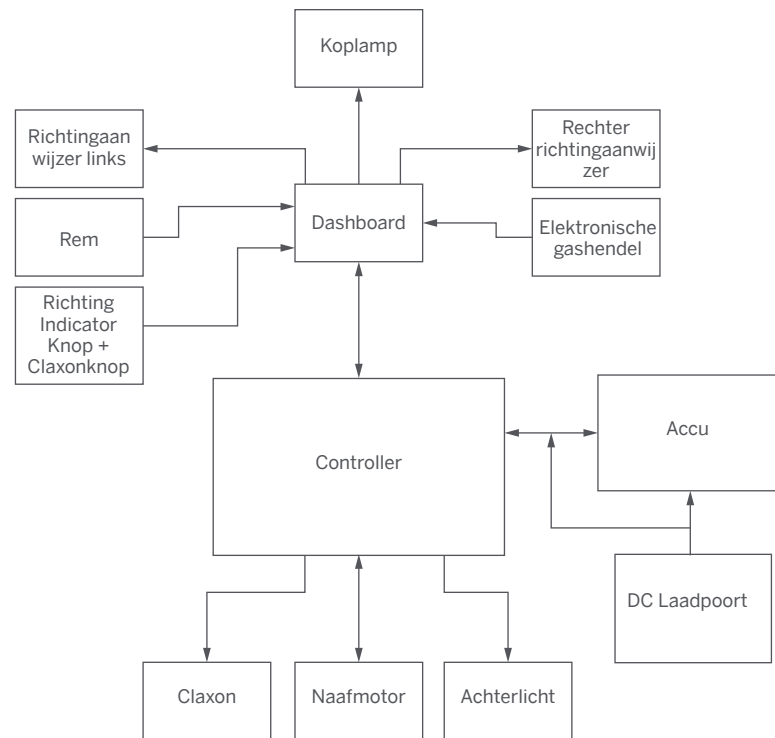 Koplamp
Richtingaan
wijzer links
Rechter
richtingaanwij
zer
Rem
Dashboard
Elektronische
gashendel
Richting
Indicator
Knop +
Claxonknop
Controller
Accu
DC Laadpoort
Claxon
Naafmotor
Achterlicht